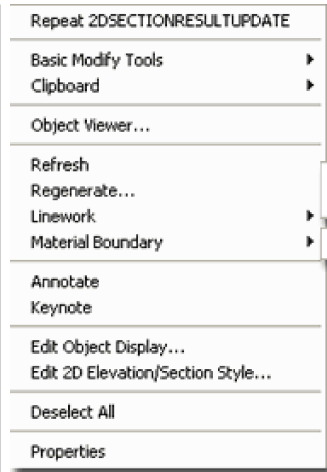 Repeat 2DSECTIONRESULTUPDATE
Basic Modify Tools
Clipboard
Object Viewer...
Refresh
Regenerate...
Linework
Material Boundary
Annotate
Keynote
Edit Object Display...
Edit 2D Elevation/Section Style...
Deselect All
Properties